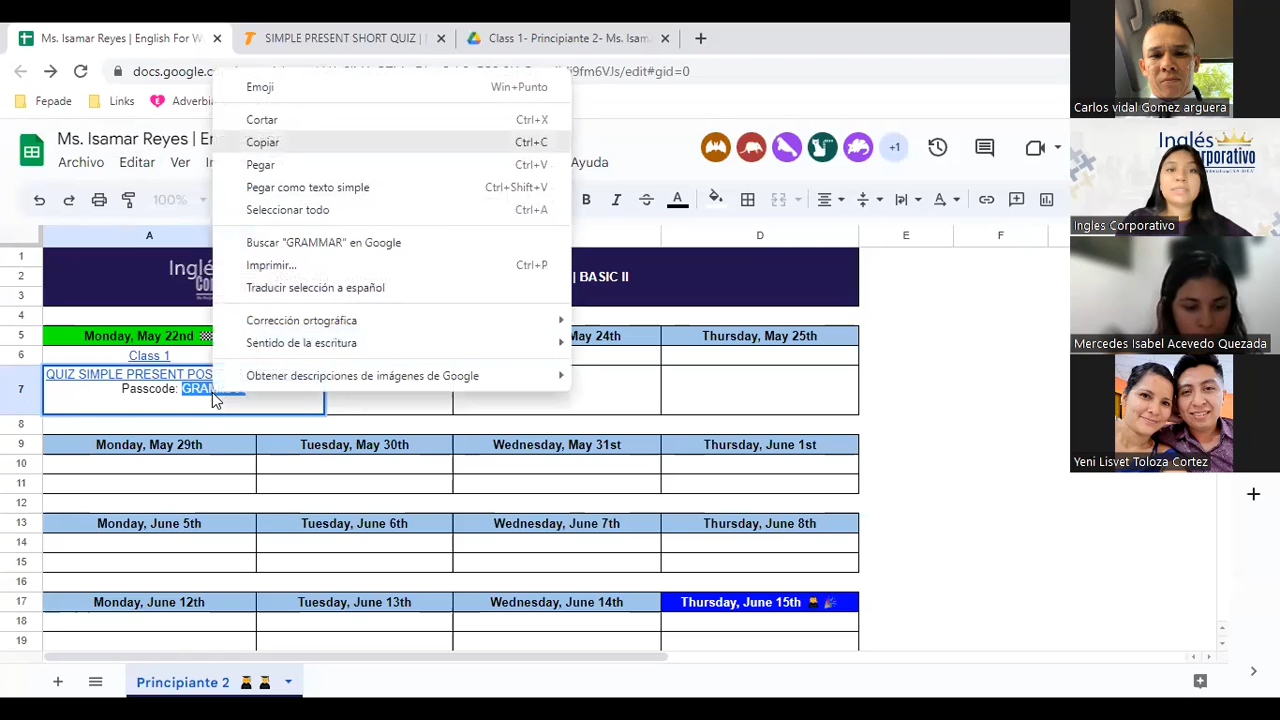 Ms. Isamar Reyes | English For W
SIMPLE PRESENT SHORT QUIZ |
Class 1- Principiante 2- Ms. Isam
docs.google.co
9fm6VJs/edit#gid=0
Fepade
Links
Adverbia
Ms. Isamar Reyes | En
+1
Archivo
Editar
Ver
Ayuda
100%
Emoji
Win+Punto
Cortar
Ctrl+X
Copiar
Ctrl+C
Pegar
Ctrl+V
Pegar como texto simple
Ctrl+Shift+V
Seleccionar todo
Ctrl+A
Buscar "GRAMMAR" en Google
Imprimir...
Ctrl+P
Traducir selección a español
Corrección ortográfica
Sentido de la escritura
Obtener descripciones de imágenes de Google
A
D
E
F
1
2
3
4
5
6
7
8
9
10
11
12
13
14
15
16
17
18
19
Inglés
| BASIC II
Monday, May 22nd
May 24th
Thursday, May 25th
Class 1
QUIZ SIMPLE PRESENT POS
Passcode:
Monday, May 29th
Tuesday, May 30th
Wednesday, May 31st
Thursday, June 1st
Monday, June 5th
Tuesday, June 6th
Wednesday, June 7th
Thursday, June 8th
Monday, June 12th
Tuesday, June 13th
Wednesday, June 14th
Thursday, June 15th
Principiante 2
Carlos vidal Gomez arguera
Inglés
Corporativo
Ingles Corporativo
Mercedes Isabel Acevedo Quezada
Yeni Lisvet Toloza Cortez